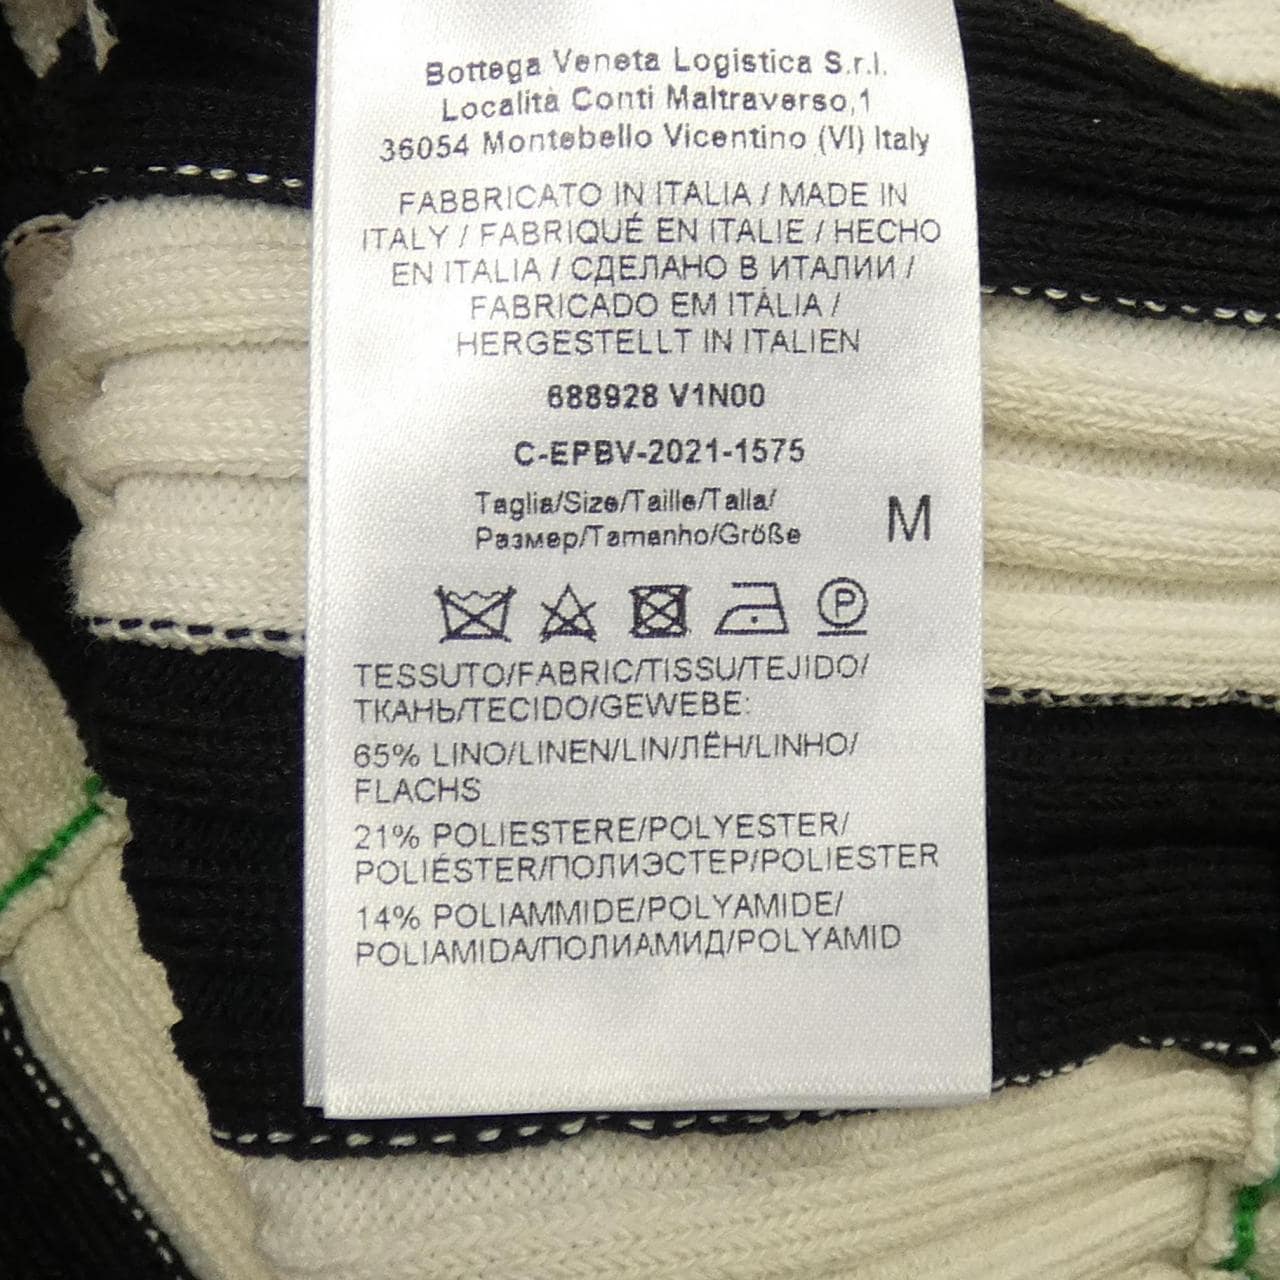 Bottega Veneta Logistica S.r.l.
Località Conti Maltraverso,1
36054 Montebello Vicentino (VI) Italy
FABBRICATO IN ITALIA / MADE IN
ITALY / FABRIQUÉ EN ITALIE / HECHO
EN ITALIA / СДЕЛАНО В ИТАЛИИ /
FABRICADO EM ITÁLIA /
HERGESTELLT IN ITALIEN
688928 V1N00
C-EPBV-2021-1575
Taglia/Size/Taille/Talla/
Размер/Tamanho/Größe M
P
TESSUTO/FABRIC/TISSU/TEJIDO/
ТКАНЬ/TECIDO/GEWEBE:
65% LINO/LINEN/LIN/ЛЁН/LINHO/
FLACHS
21% POLIESTERE/POLYESTER/
POLIÉSTER/ПОЛИЭСТЕР/POLIESTER
14% POLIAMMIDE/POLYAMIDE/
POLIAMIDA/ПОЛИАМИД/POLYAMID